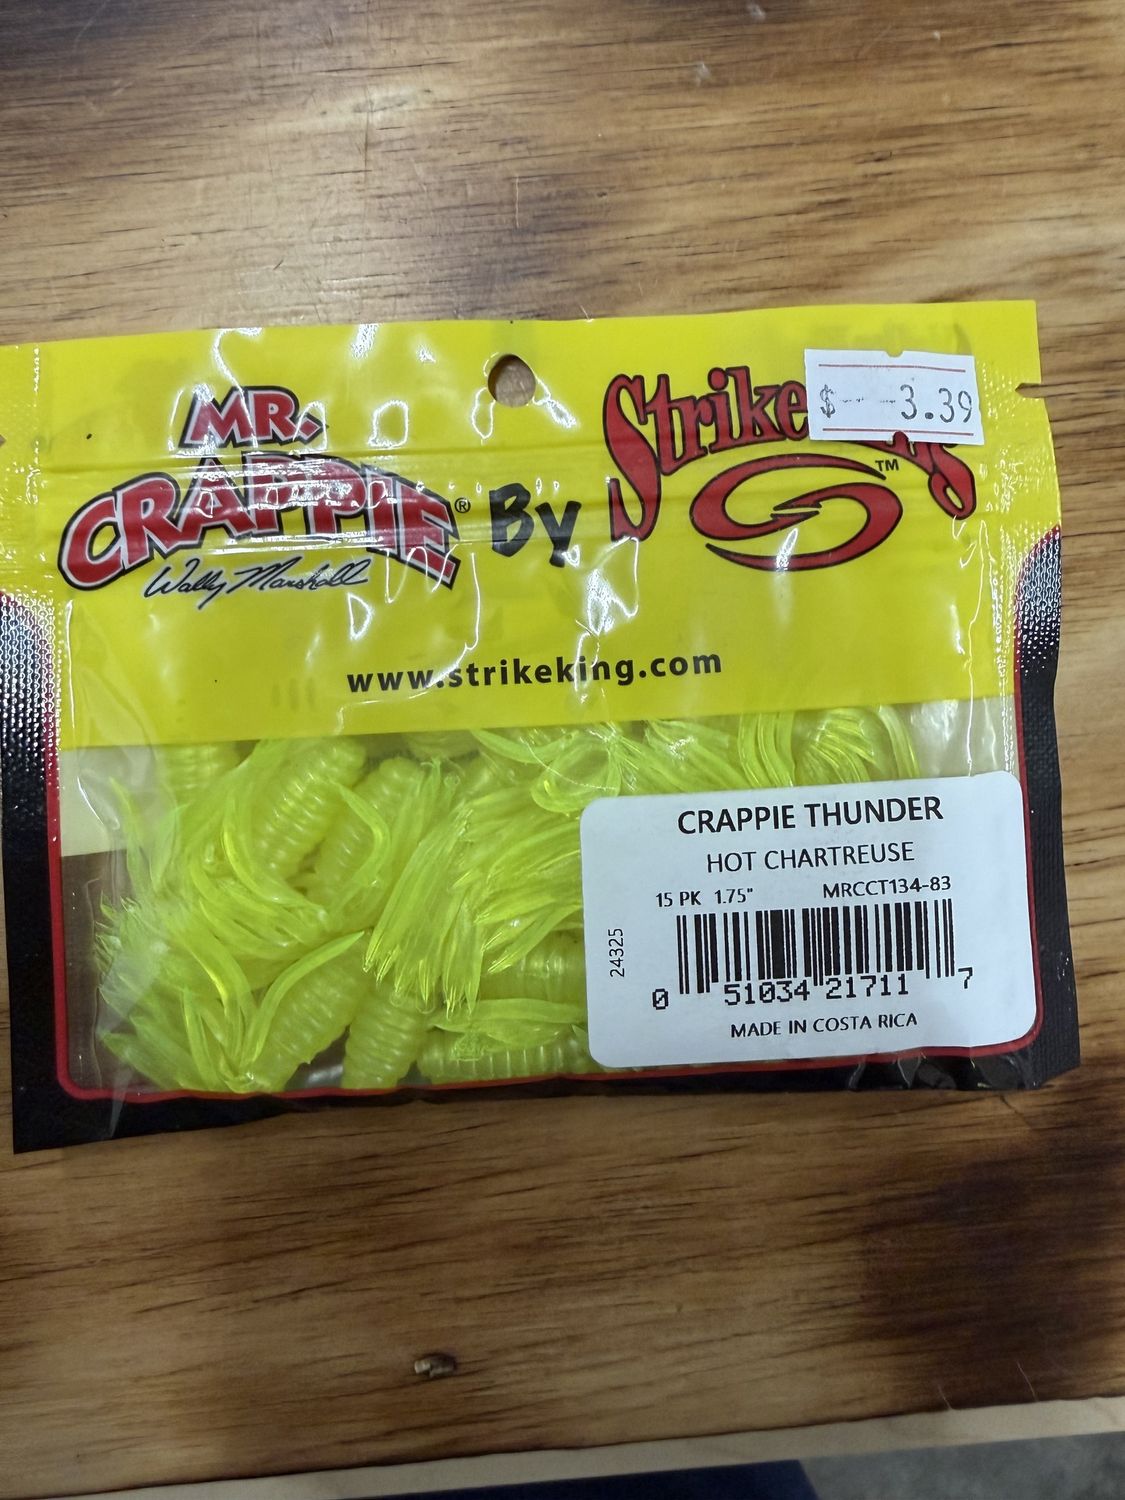 MR.
CRAPPIE®
Wally Marshall
By
Strike
™
$ 3.39
www.strikeking.com
CRAPPIE THUNDER
HOT CHARTREUSE
15 PK 1.75" MRCCT134-83
24325
0 51034 21711 7
MADE IN COSTA RICA